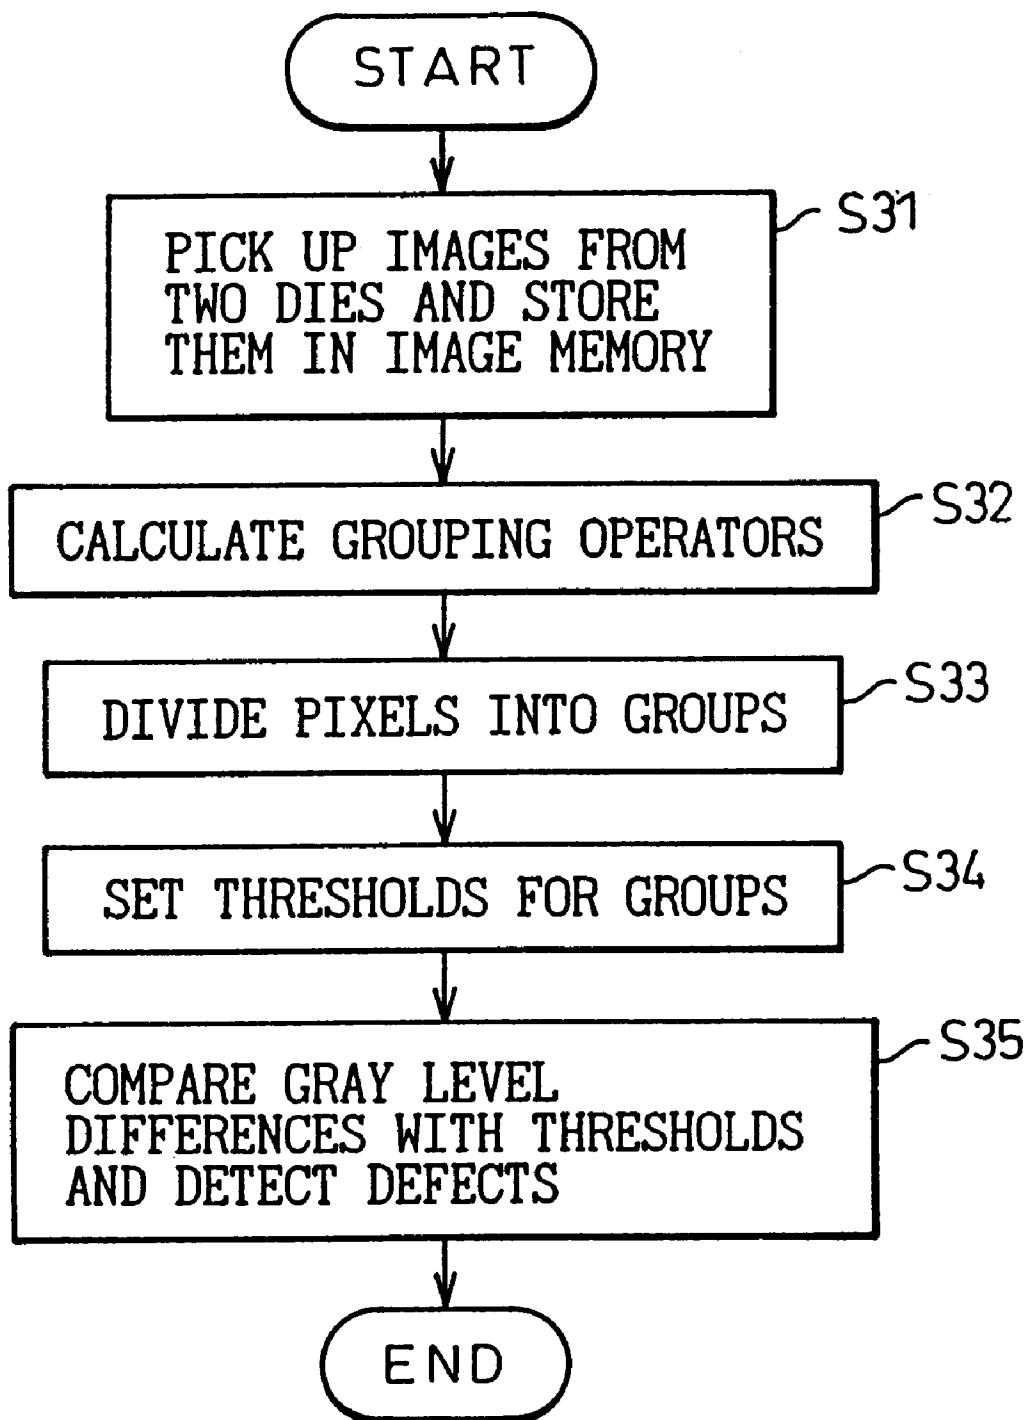 START
S31
PICK UP IMAGES FROM
TWO DIES AND STORE
THEM IN IMAGE MEMORY
S32
CALCULATE GROUPING OPERATORS
S33
DIVIDE PIXELS INTO GROUPS
S34
SET THRESHOLDS FOR GROUPS
S35
COMPARE GRAY LEVEL
DIFFERENCES WITH THRESHOLDS
AND DETECT DEFECTS
END